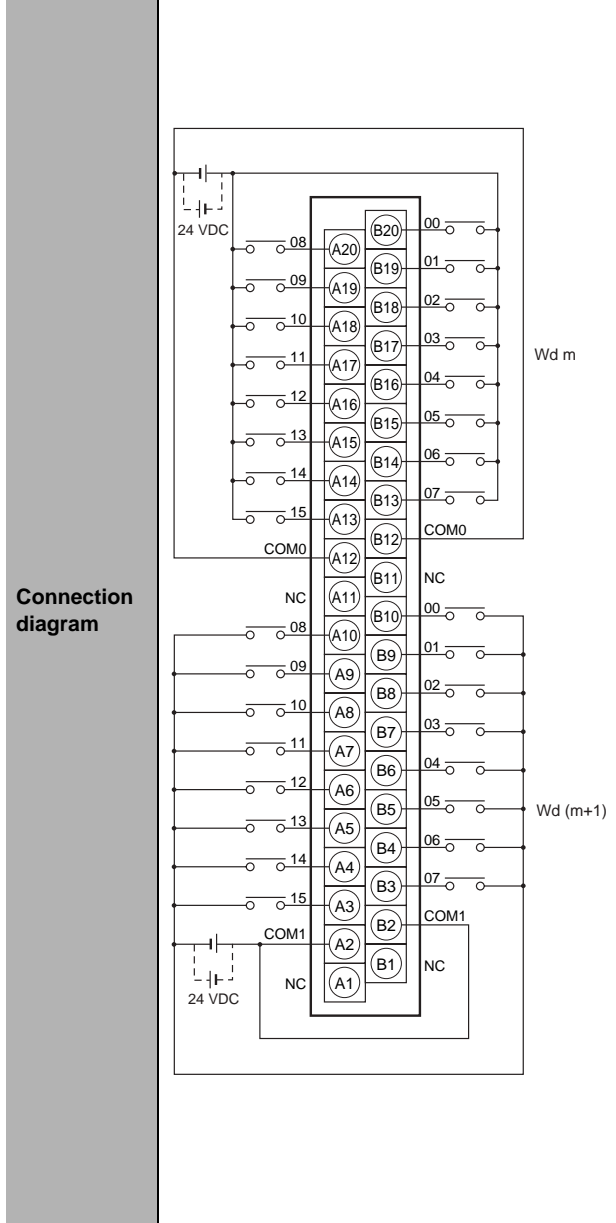 Connection
diagram
24 VDC
B20 00
08 A20
B19 01
09 A19
B18 02
10 A18
B17 03
11 A17
Wd m
B16 04
12 A16
B15 05
13 A15
B14 06
14 A14
B13 07
15 A13
B12 COM0
COM0 A12
B11 NC
NC A11
B10 00
08 A10
B9 01
09 A9
B8 02
10 A8
B7 03
11 A7
B6 04
12 A6
B5 05 Wd (m+1)
13 A5
B4 06
14 A4
B3 07
15 A3
B2 COM1
COM1 A2
B1 NC
NC A1
24 VDC